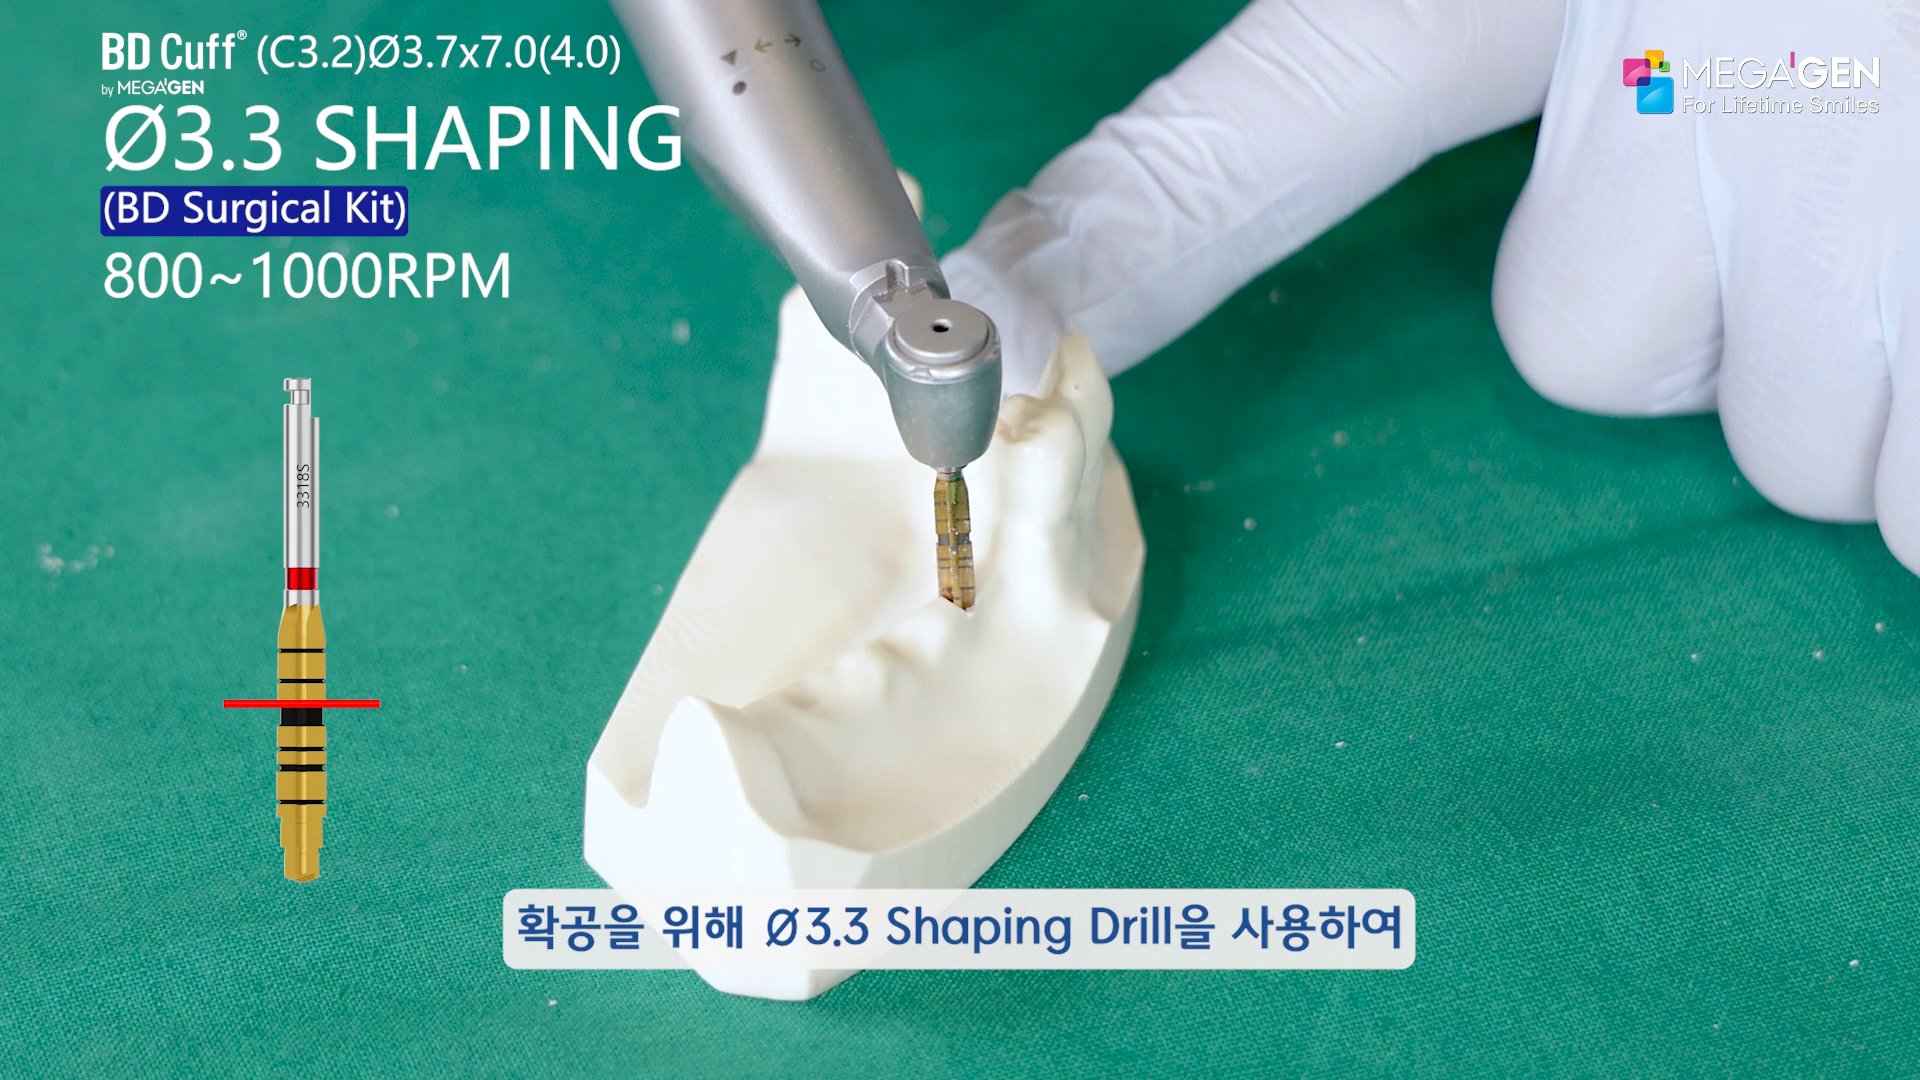 BD Cuff® (C3.2)Ø3.7x7.0(4.0)
by MEGA'GEN
Ø3.3 SHAPING
(BD Surgical Kit)
800~1000RPM
MEGA'GEN
For Lifetime Smiles
3318S
확공을 위해 Ø3.3 Shaping Drill을 사용하여